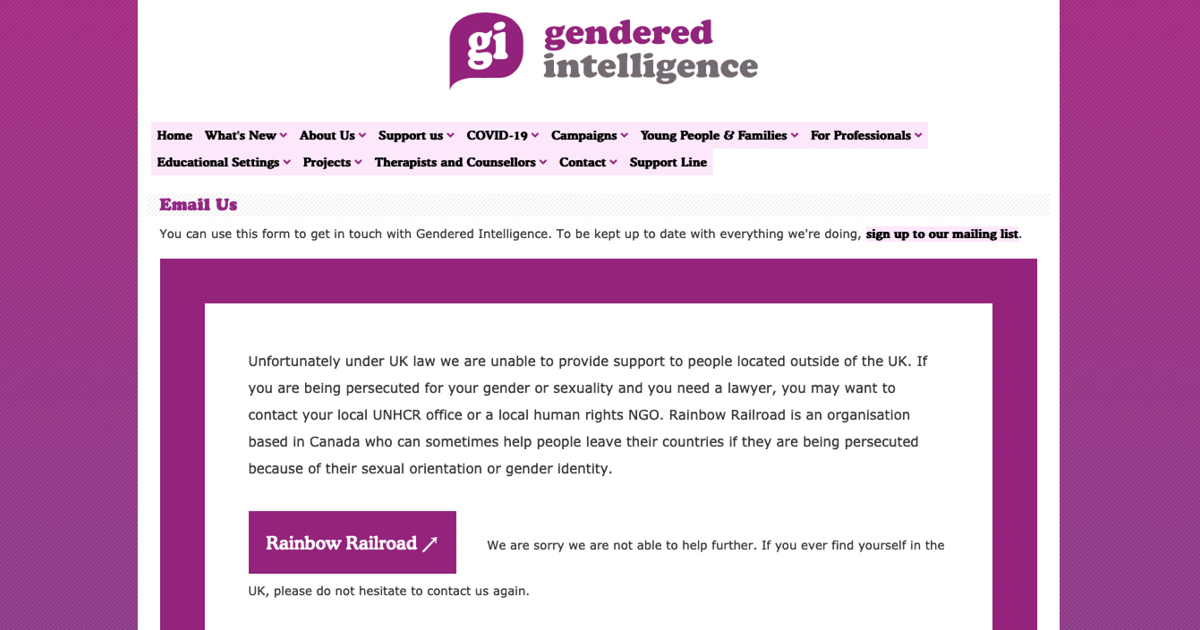 gi
gendered
intelligence
Home What's New About Us Support us COVID-19 Campaigns Young People & Families For Professionals
Educational Settings Projects Therapists and Counsellors Contact Support Line
Email Us
You can use this form to get in touch with Gendered Intelligence. To be kept up to date with everything we're doing, sign up to our mailing list.
Unfortunately under UK law we are unable to provide support to people located outside of the UK. If
you are being persecuted for your gender or sexuality and you need a lawyer, you may want to
contact your local UNHCR office or a local human rights NGO. Rainbow Railroad is an organisation
based in Canada who can sometimes help people leave their countries if they are being persecuted
because of their sexual orientation or gender identity.
Rainbow Railroad ↗ We are sorry we are not able to help further. If you ever find yourself in the
UK, please do not hesitate to contact us again.